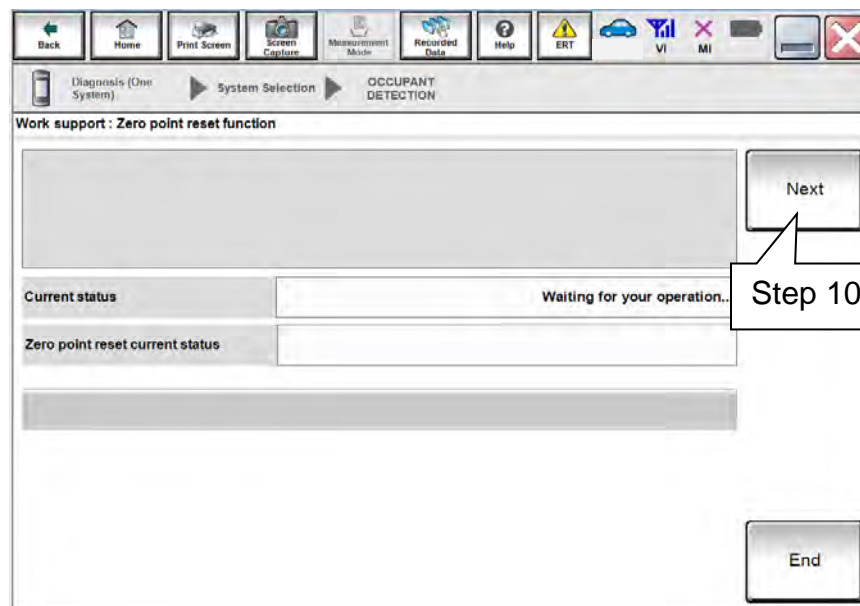 Back
Home
Print Screen
Screen
Capture
Measurement
Mode
Recorded
Data
Help
ERT
VI
MI
Diagnosis (One
System)
System Selection
OCCUPANT
DETECTION
Work support : Zero point reset function
Next
Current status
Waiting for your operation..
Step 10
Zero point reset current status
End